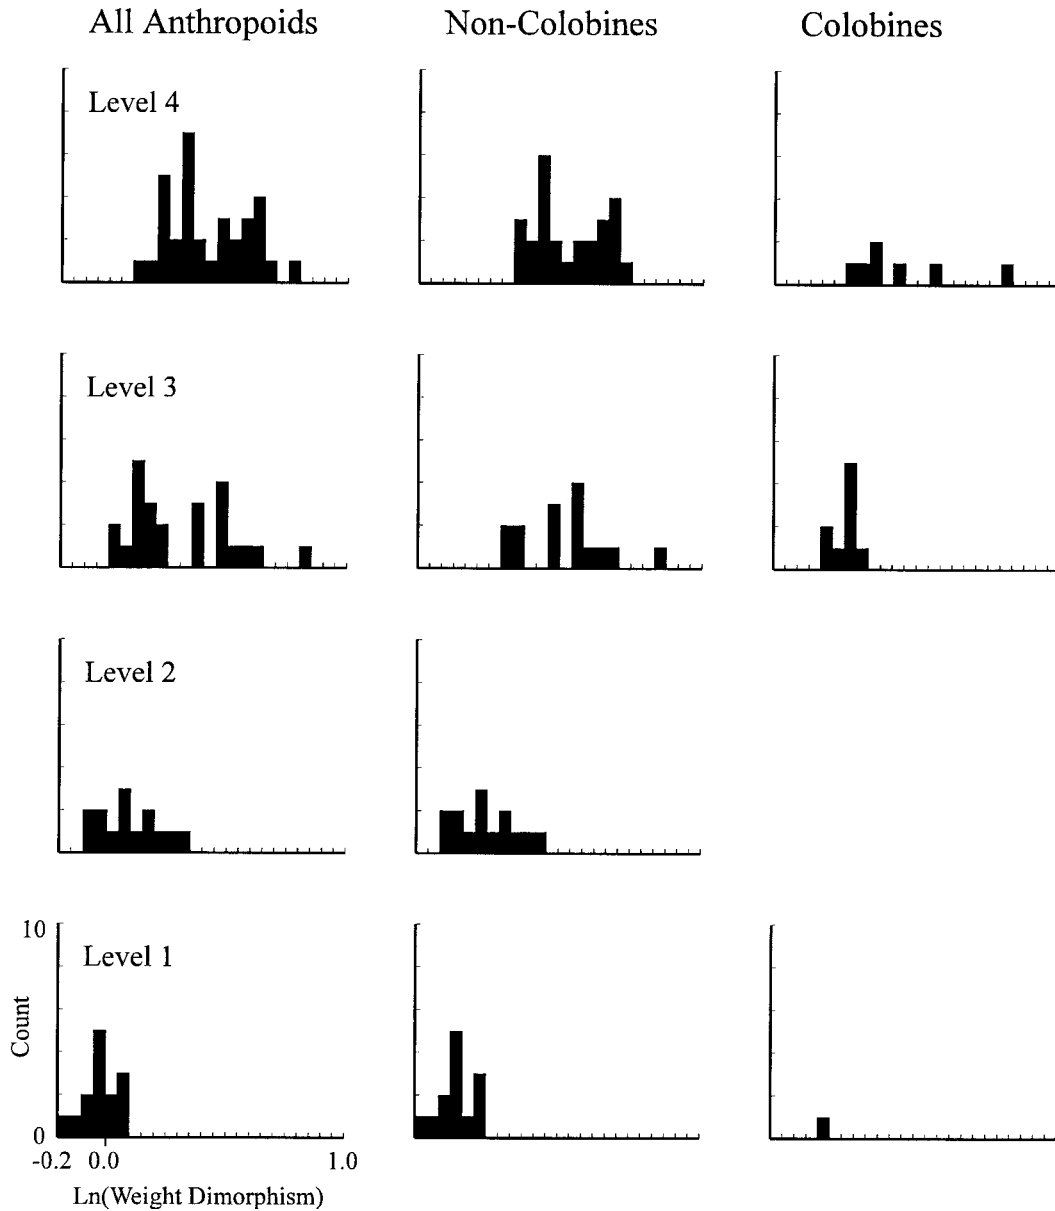 All Anthropoids
Non-Colobines
Colobines
Level 4
Level 3
Level 2
Level 1
10
Count
0
-0.2 0.0 1.0
Ln(Weight Dimorphism)